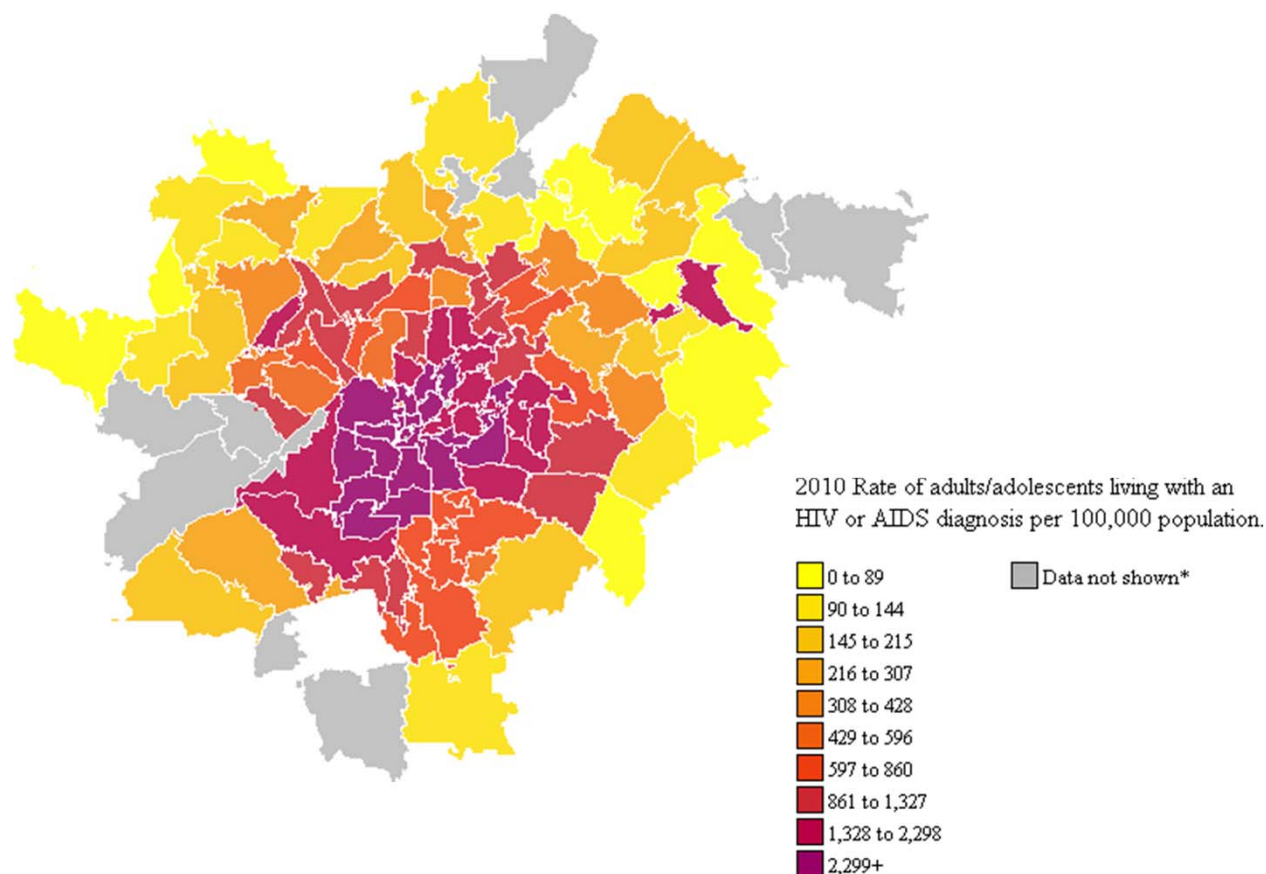 2010 Rate of adults/adolescents living with an
HIV or AIDS diagnosis per 100,000 population.
0 to 89
90 to 144
145 to 215
216 to 307
308 to 428
429 to 596
597 to 860
861 to 1,327
1,328 to 2,298
2,299+
Data not shown*